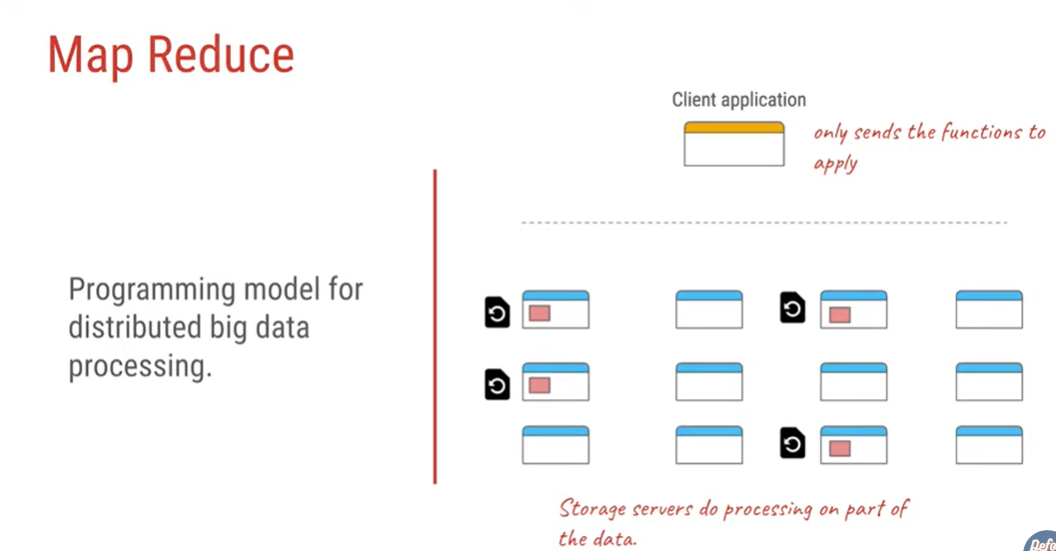 Map Reduce
Client application
only sends the functions to
apply
Programming model for
distributed big data
processing.
Storage servers do processing on part of
the data.